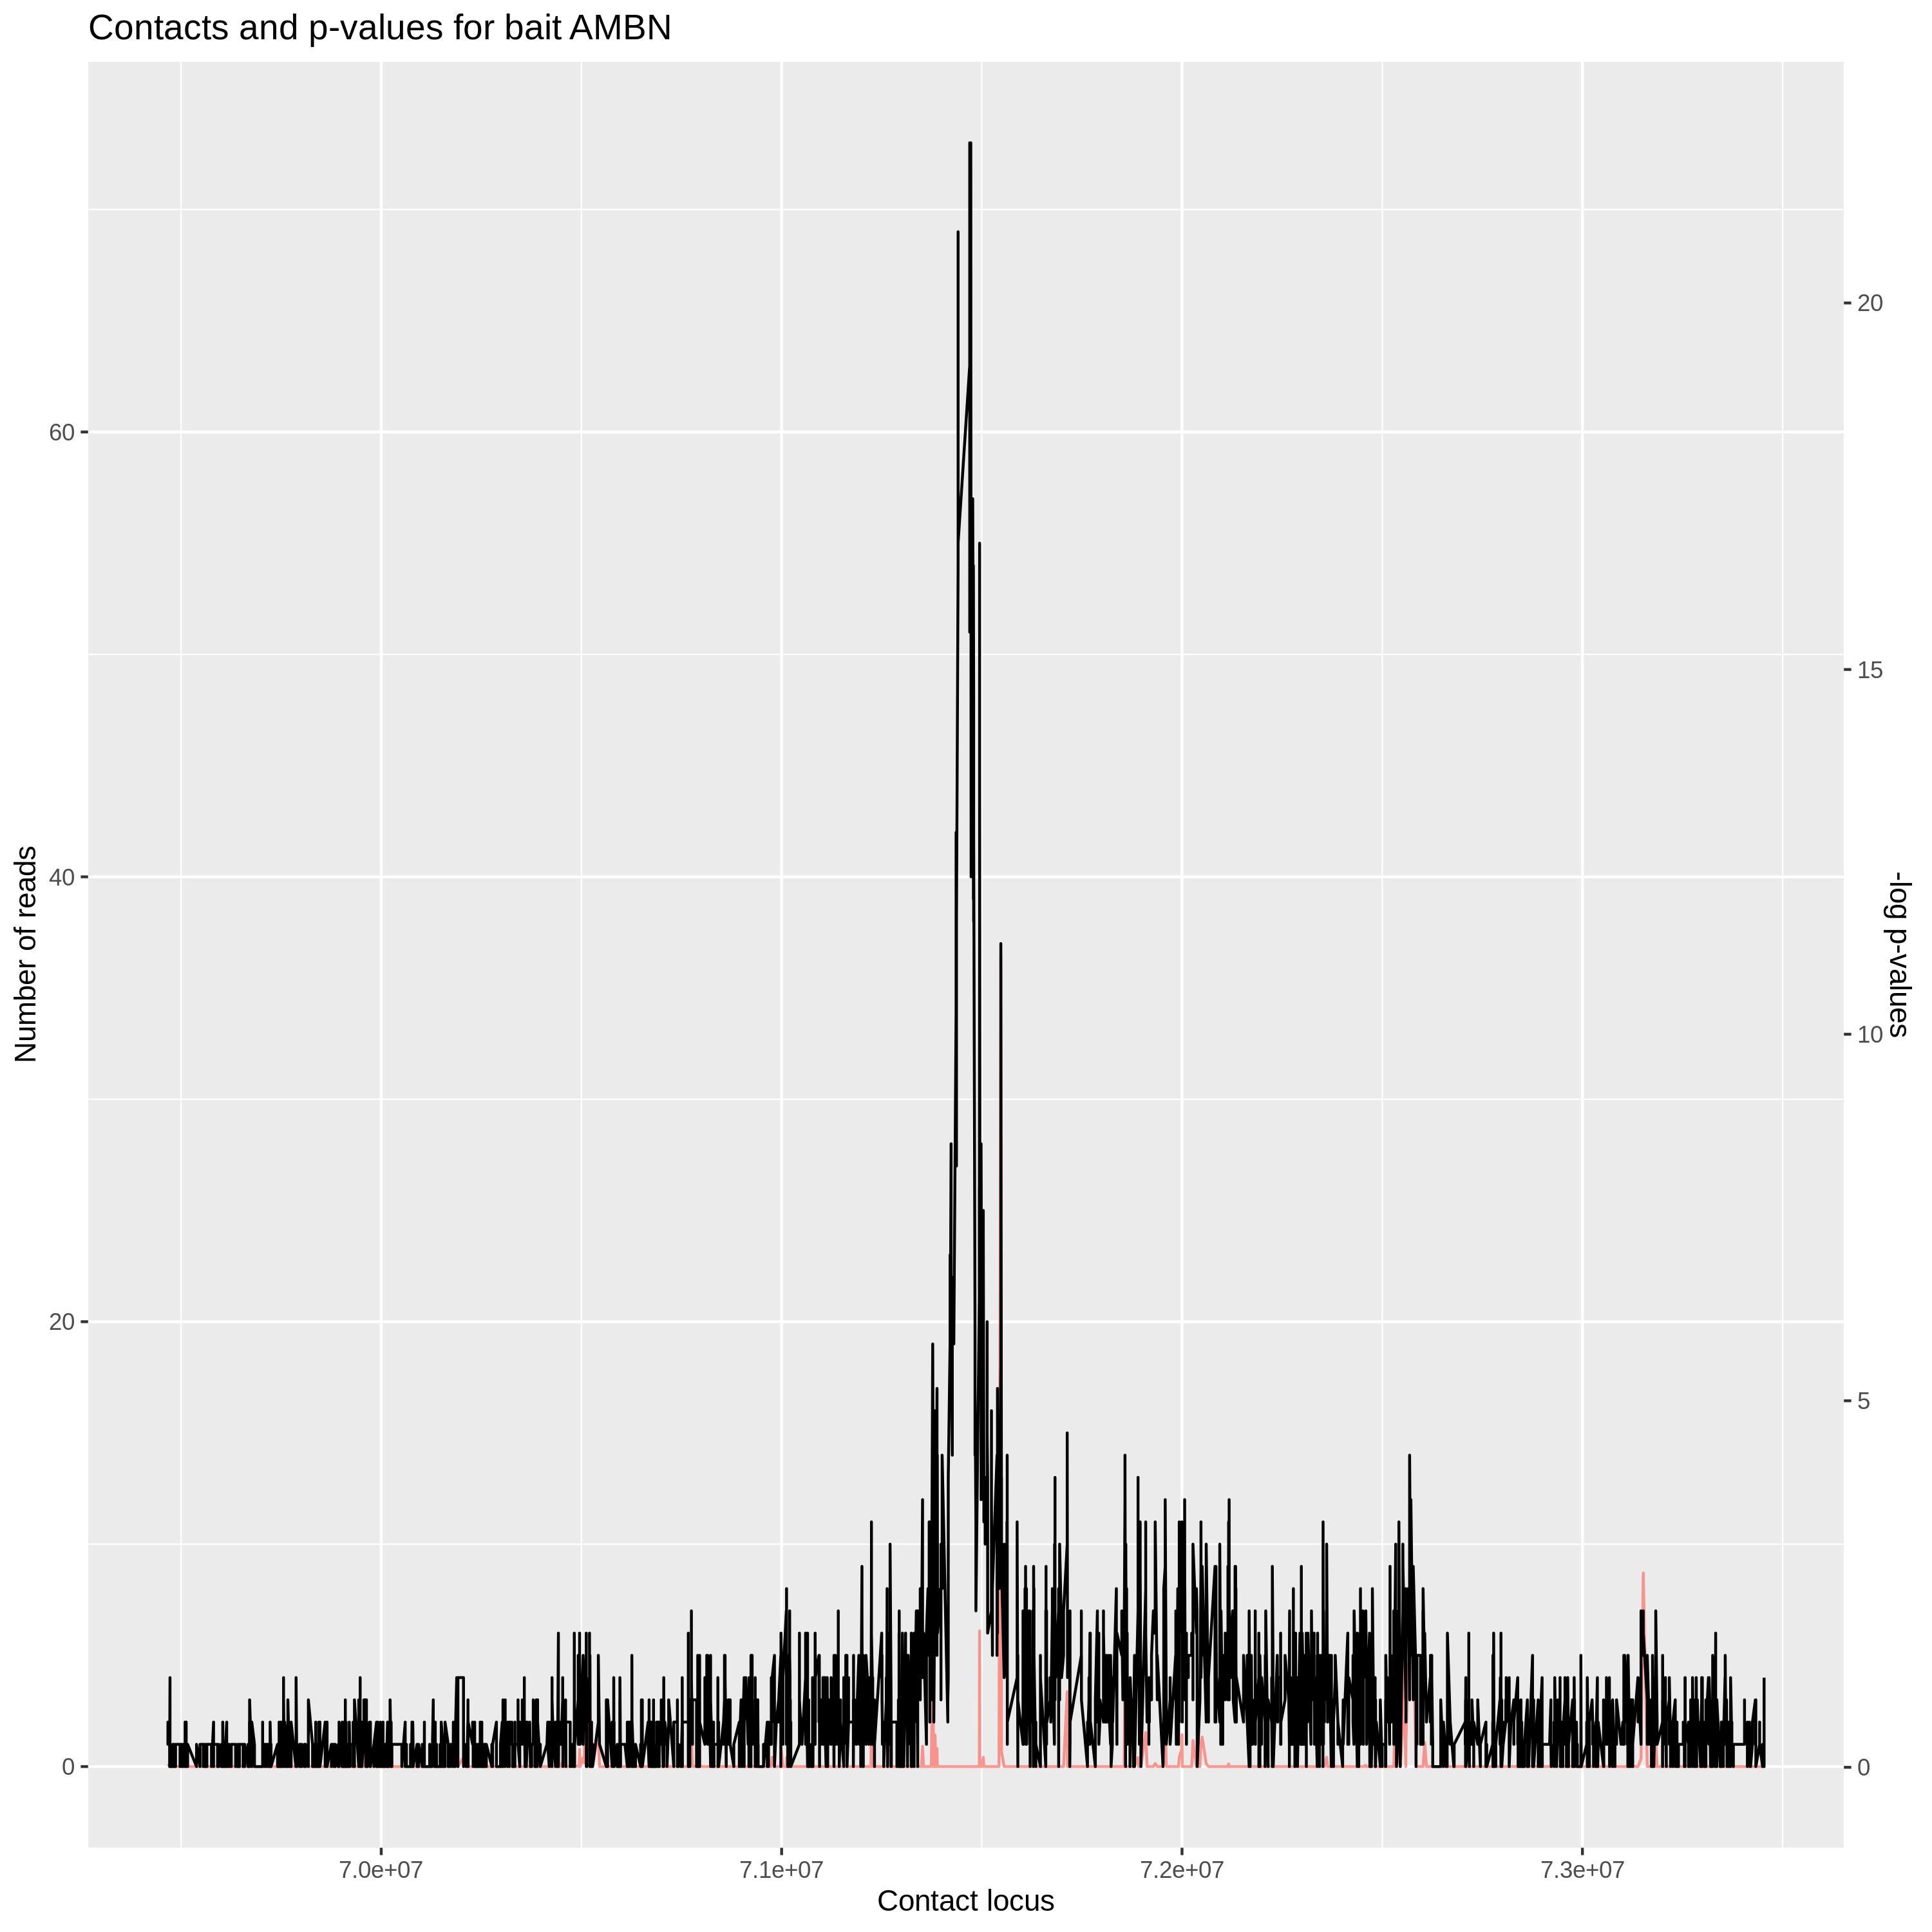 Contacts and p-values for bait AMBN
Number of reads
60
40
20
0
20
15
10
5
0
-log p-values
7.0e+07
7.1e+07
7.2e+07
7.3e+07
Contact locus